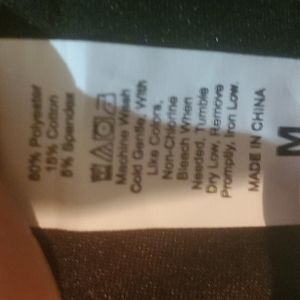 80% Polyester
15% Cotton
5% Spandex
Machine Wash
Cold Gentle, With
Like Colors,
Non-Chlorine
Bleach When
Needed, Tumble
Dry Low, Remove
Promptly, Iron Low.
MADE IN CHINA
M